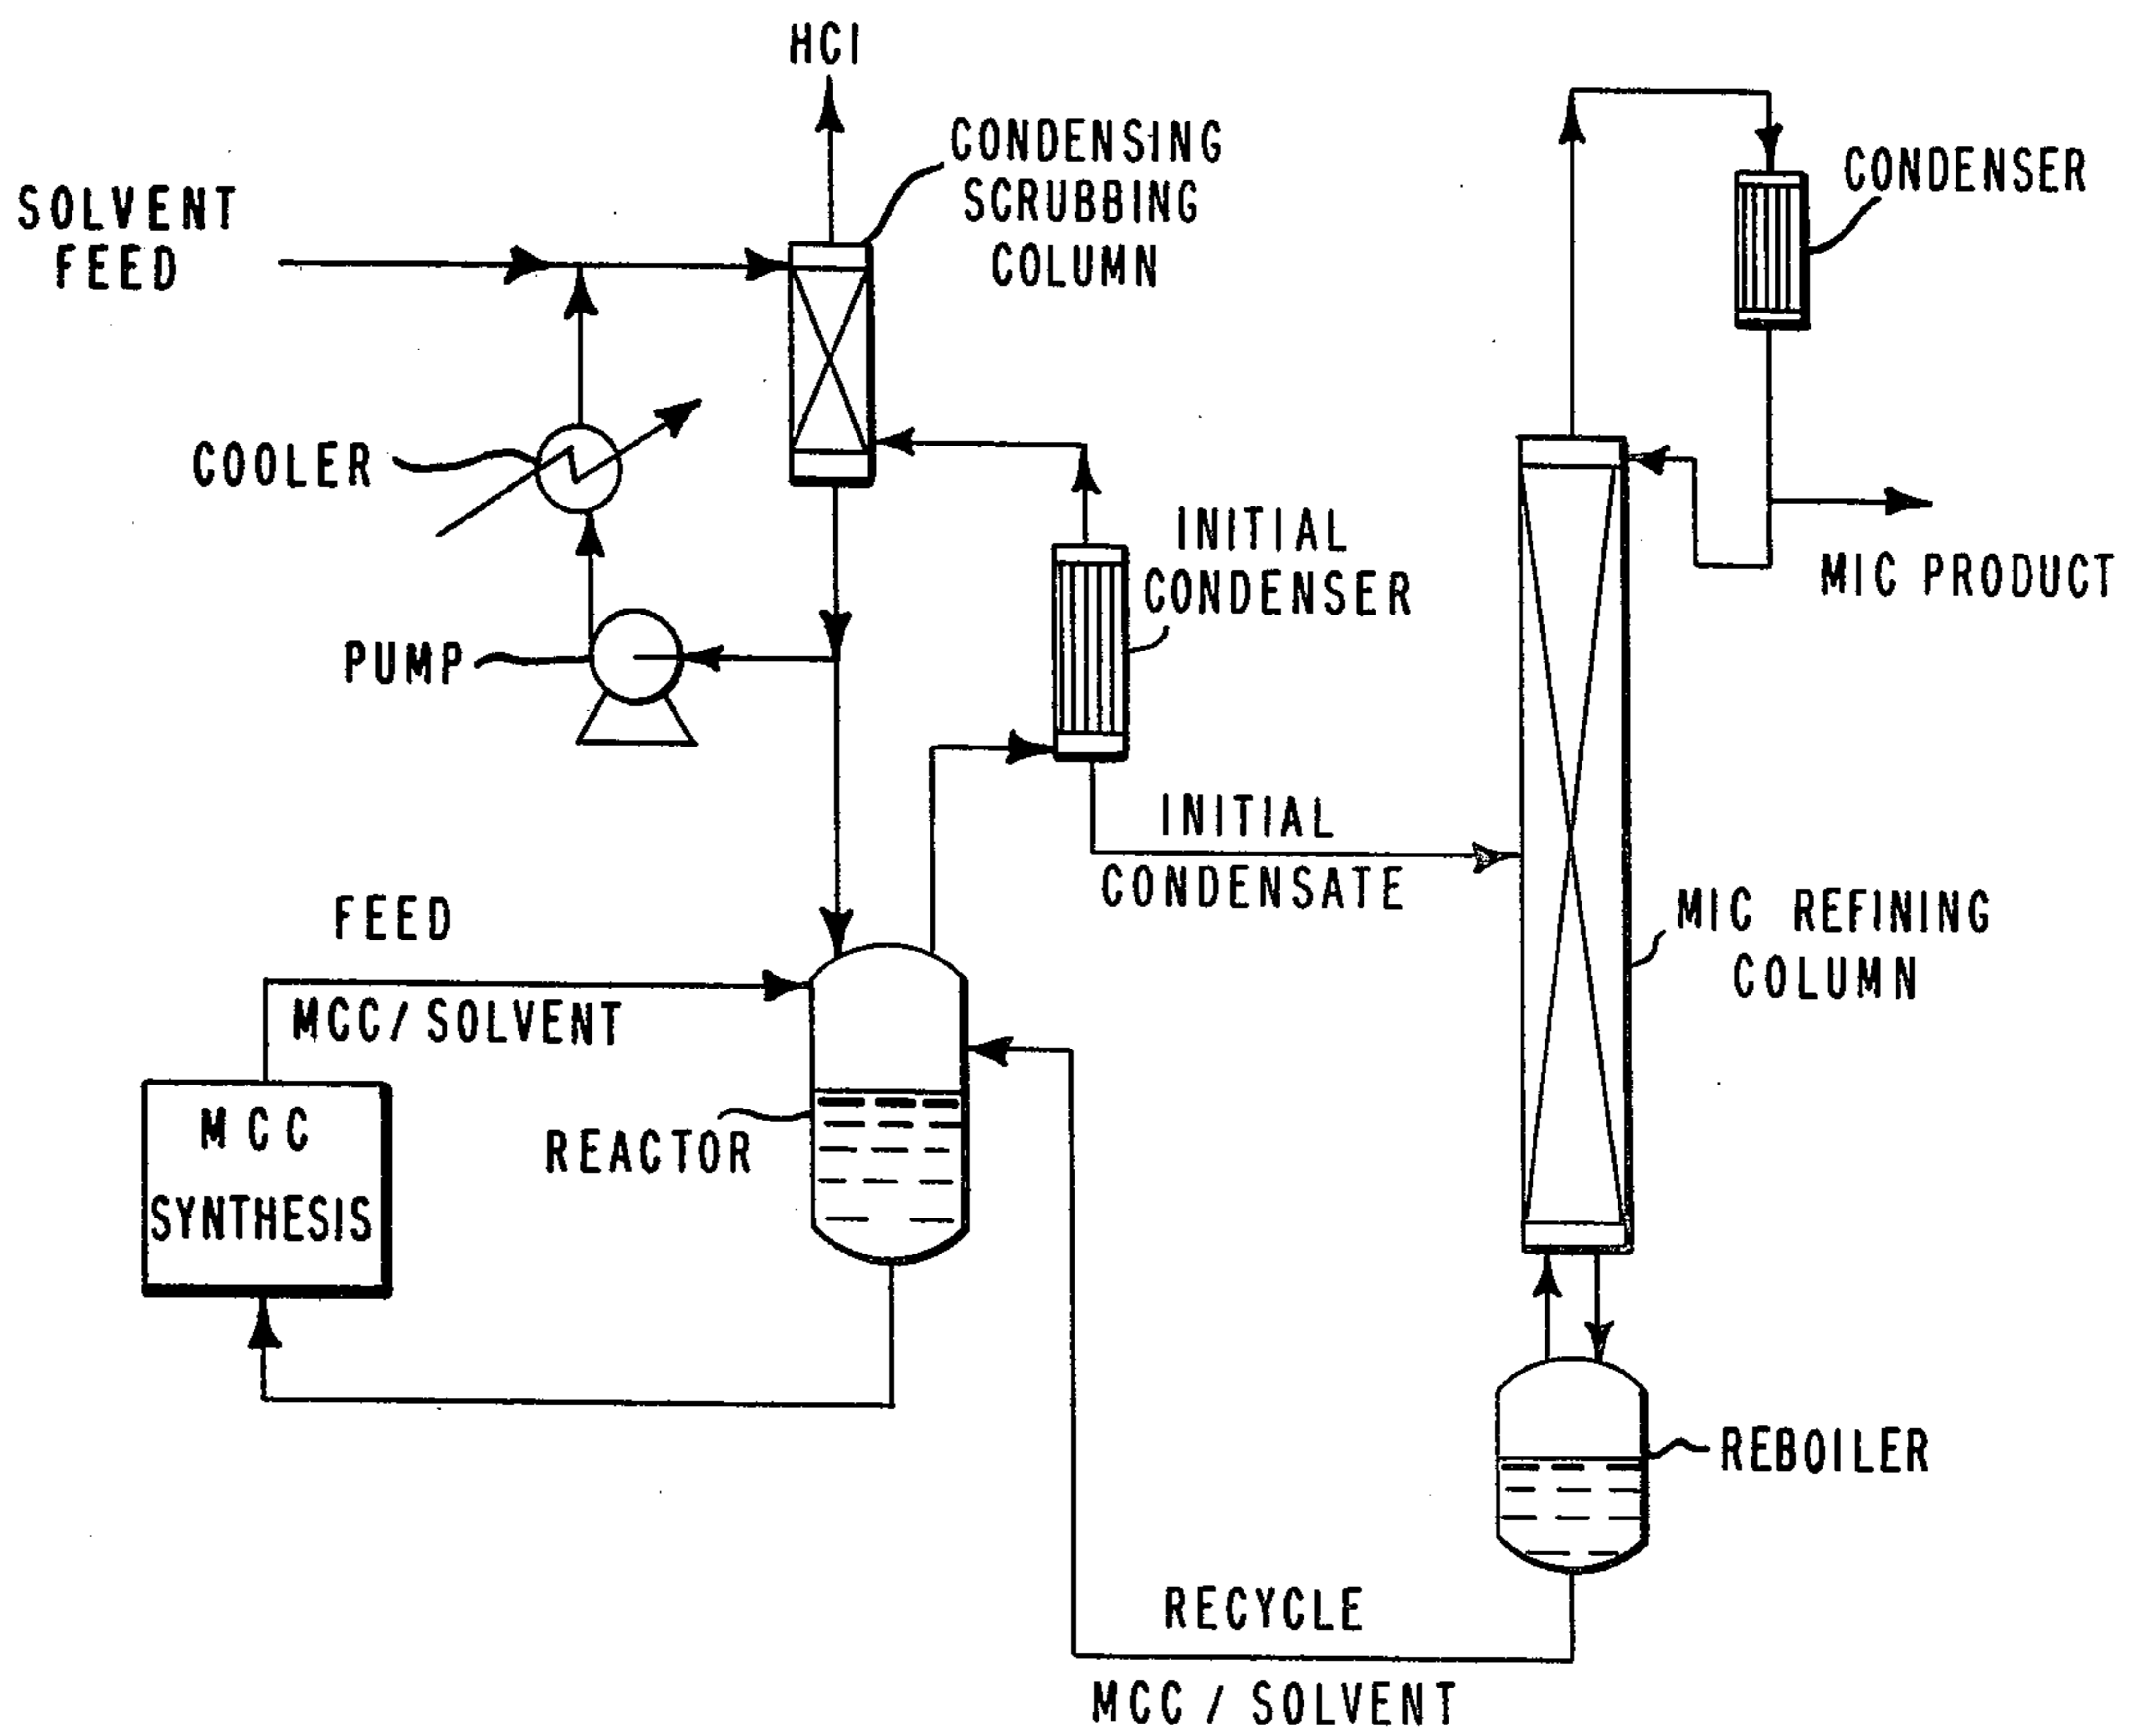 HCl
CONDENSING
SCRUBBING
COLUMN
SOLVENT
FEED
CONDENSER
COOLER
INITIAL
CONDENSER
MIC PRODUCT
PUMP
INITIAL
CONDENSATE
FEED
MCC/SOLVENT
MIC REFINING
COLUMN
MCC
SYNTHESIS
REACTOR
REBOILER
RECYCLE
MCC / SOLVENT